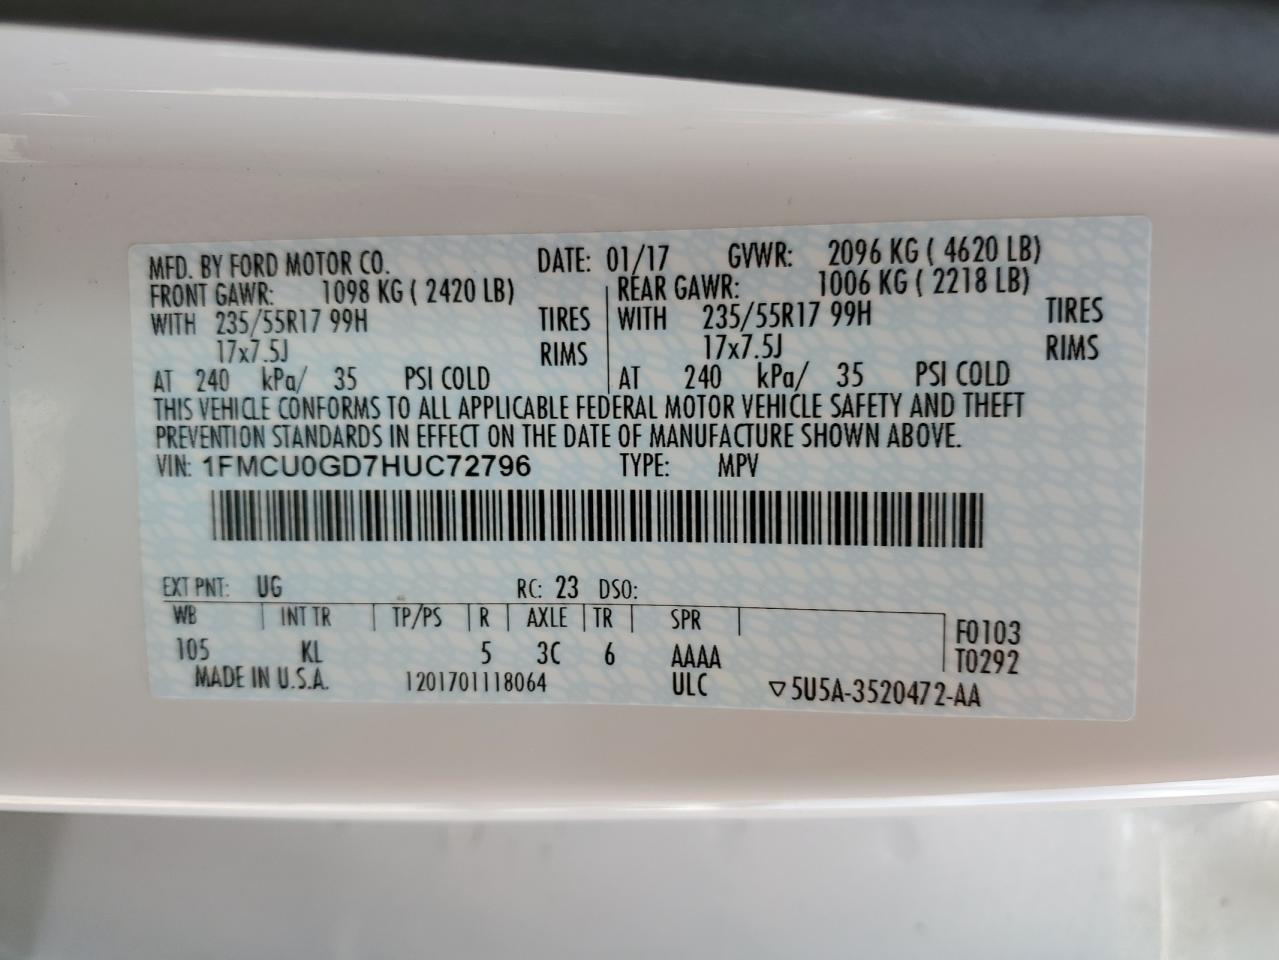 MFD. BY FORD MOTOR CO. DATE: 01/17 GVWR: 2096 KG ( 4620 LB)
FRONT GAWR: 1098 KG ( 2420 LB) REAR GAWR: 1006 KG ( 2218 LB)
WITH 235/55R17 99H TIRES WITH 235/55R17 99H TIRES
17x7.5J RIMS 17x7.5J RIMS
AT 240 kPa/ 35 PSI COLD AT 240 kPa/ 35 PSI COLD
THIS VEHICLE CONFORMS TO ALL APPLICABLE FEDERAL MOTOR VEHICLE SAFETY AND THEFT
PREVENTION STANDARDS IN EFFECT ON THE DATE OF MANUFACTURE SHOWN ABOVE.
VIN: 1FMCU0GD7HUC72796 TYPE: MPV
EXT PNT: UG RC: 23 DSO:
WB INT TR TP/PS R AXLE TR SPR F0103
105 KL 5 3C 6 AAAA T0292
MADE IN U.S.A. 1201701118064 ULC ▽5U5A-3520472-AA